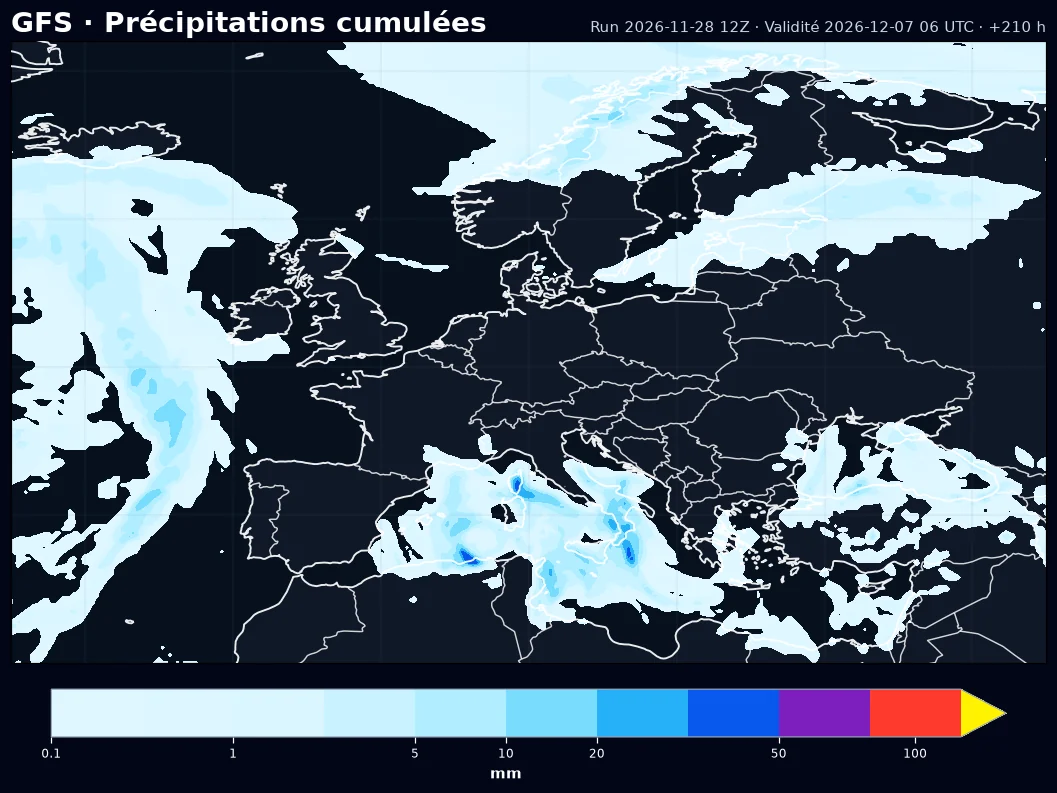 GFS · Précipitations cumulées
Run 2026-11-28 12Z · Validité 2026-12-07 06 UTC · +210 h
0.1 1 5 10 20 50 100
mm